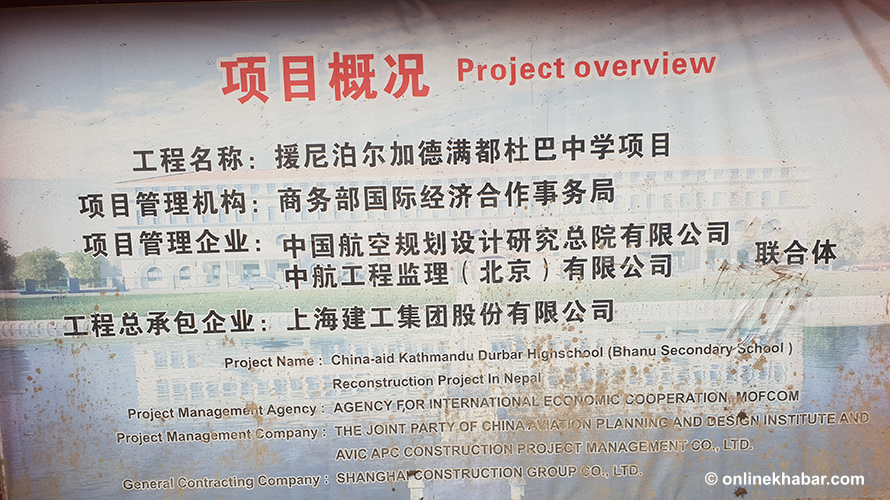 项目概况 Project overview
工程名称：援尼泊尔加德满都杜巴中学项目
项目管理机构：商务部国际经济合作事务局
项目管理企业：中国航空规划设计研究总院有限公司
中航工程监理（北京）有限公司 联合体
工程总承包企业：上海建工集团股份有限公司
Project Name : China-aid Kathmandu Durbar Highschool (Bhanu Secondary School )
Reconstruction Project In Nepal
Project Management Agency : AGENCY FOR INTERNATIONAL ECONOMIC COOPERATION, MOFCOM
Project Management Company : THE JOINT PARTY OF CHINA AVIATION PLANNING AND DESIGN INSTITUTE AND
AVIC APC CONSTRUCTION PROJECT MANAGEMENT CO., LTD.
General Contracting Company : SHANGHAI CONSTRUCTION GROUP CO., LTD.
© onlinekhabar.com